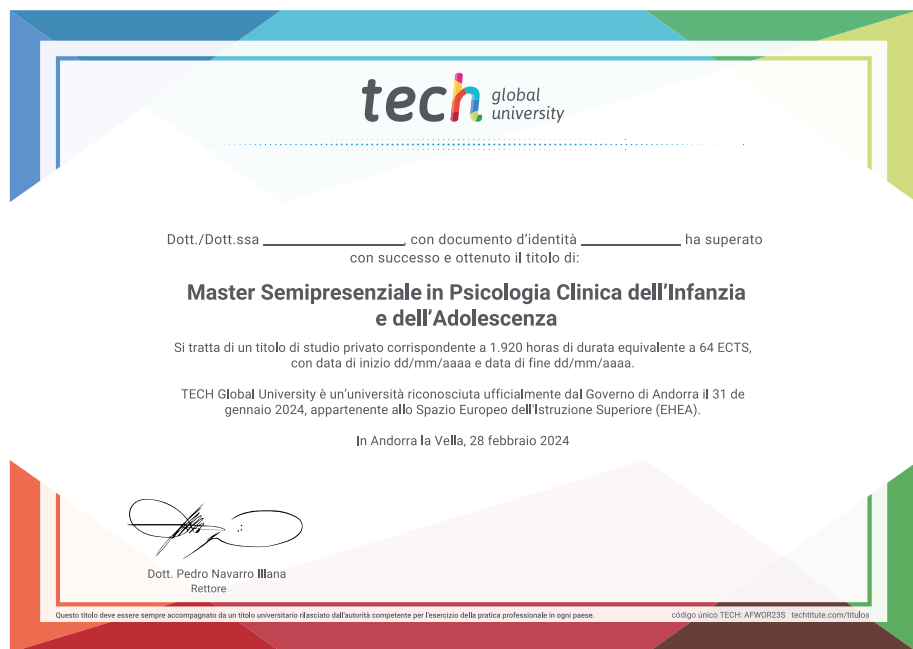 tech global university
Dott./Dott.ssa ________________, con documento d'identità ____________ ha superato
con successo e ottenuto il titolo di:
Master Semipresenziale in Psicologia Clinica dell'Infanzia
e dell'Adolescenza
Si tratta di un titolo di studio privato corrispondente a 1.920 horas di durata equivalente a 64 ECTS,
con data di inizio dd/mm/aaaa e data di fine dd/mm/aaaa.
TECH Global University è un'università riconosciuta ufficialmente dal Governo di Andorra il 31 de
gennaio 2024, appartenente allo Spazio Europeo dell'Istruzione Superiore (EHEA).
In Andorra la Vella, 28 febbraio 2024
Dott. Pedro Navarro Illana
Rettore
Questo titolo deve essere sempre accompagnato da un titolo universitario rilasciato dall'autorità competente per l'esercizio della pratica professionale in ogni paese. código único TECH: AFWOR23S techtitute.com/titulos